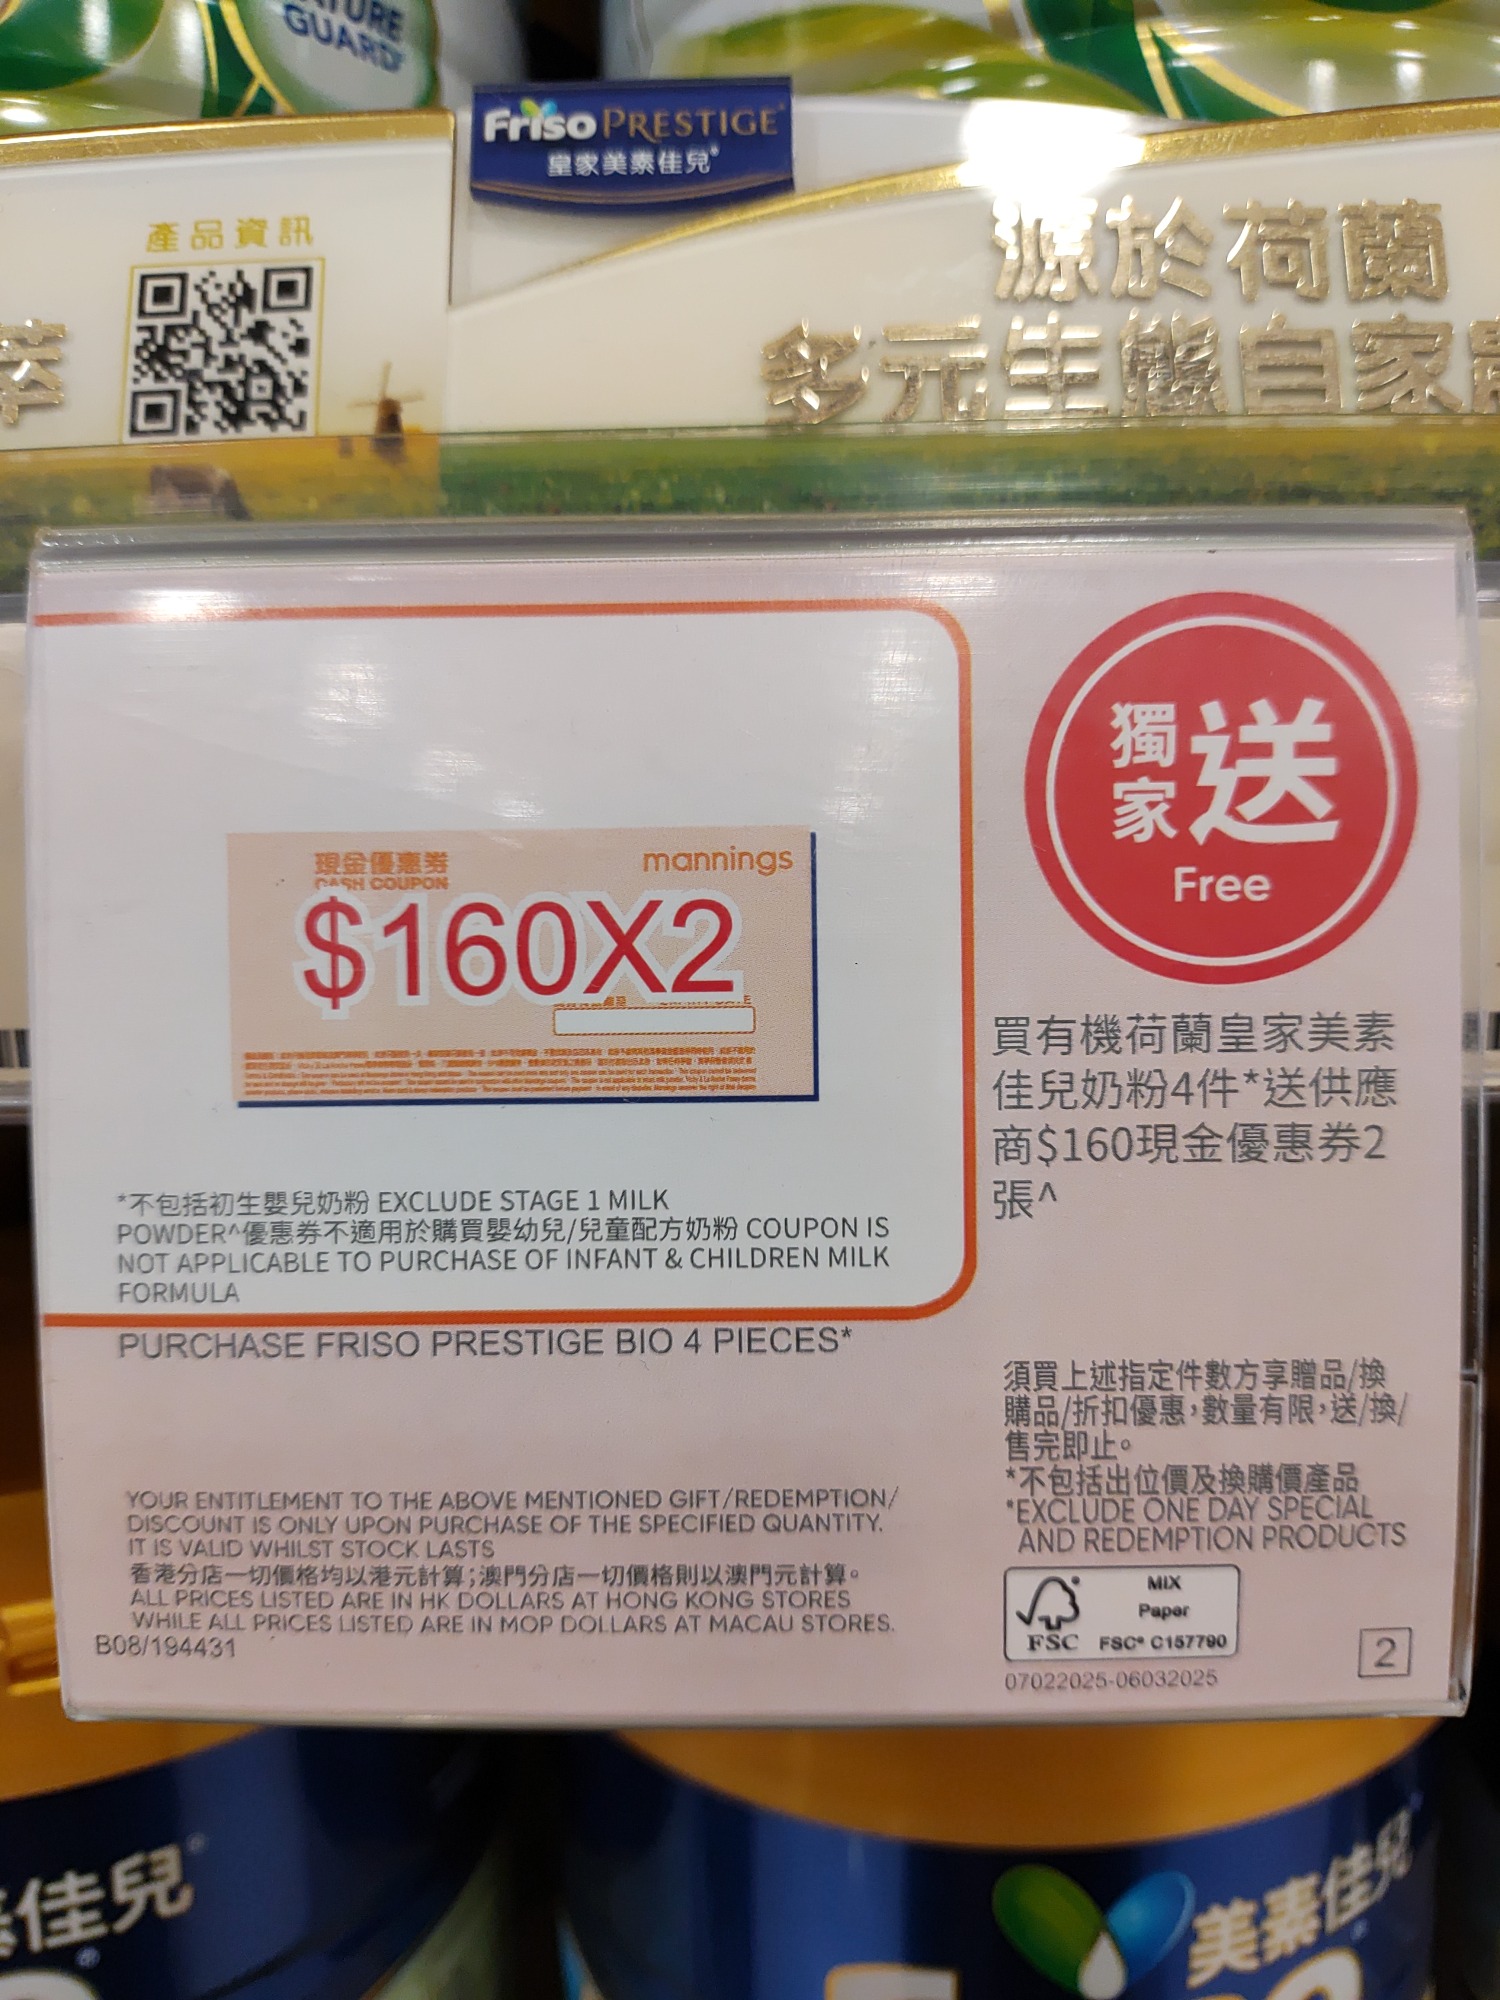 NATURE
GUARD
Friso PRESTIGE
皇家美素佳兒
產品資訊
萃
源於荷蘭
多元生態自家
獨家送
Free
現金優惠券
CASH COUPON
mannings
$160X2
買有機荷蘭皇家美素
佳兒奶粉4件*送供應
商$160現金優惠券2
張^
*不包括初生嬰兒奶粉 EXCLUDE STAGE 1 MILK
POWDER^優惠券不適用於購買嬰幼兒/兒童配方奶粉 COUPON IS
NOT APPLICABLE TO PURCHASE OF INFANT & CHILDREN MILK
FORMULA
PURCHASE FRISO PRESTIGE BIO 4 PIECES*
須買上述指定件數方享贈品/換
購品/折扣優惠，數量有限，送/換/
售完即止。
*不包括出位價及換購價產品
*EXCLUDE ONE DAY SPECIAL
AND REDEMPTION PRODUCTS
YOUR ENTITLEMENT TO THE ABOVE MENTIONED GIFT/REDEMPTION/
DISCOUNT IS ONLY UPON PURCHASE OF THE SPECIFIED QUANTITY.
IT IS VALID WHILST STOCK LASTS
香港分店一切價格均以港元計算；澳門分店一切價格則以澳門元計算。
ALL PRICES LISTED ARE IN HK DOLLARS AT HONG KONG STORES
WHILE ALL PRICES LISTED ARE IN MOP DOLLARS AT MACAU STORES.
B08/194431
FSC
MIX
Paper
FSC® C157790
07022025-06032025
2
佳兒
美素佳兒